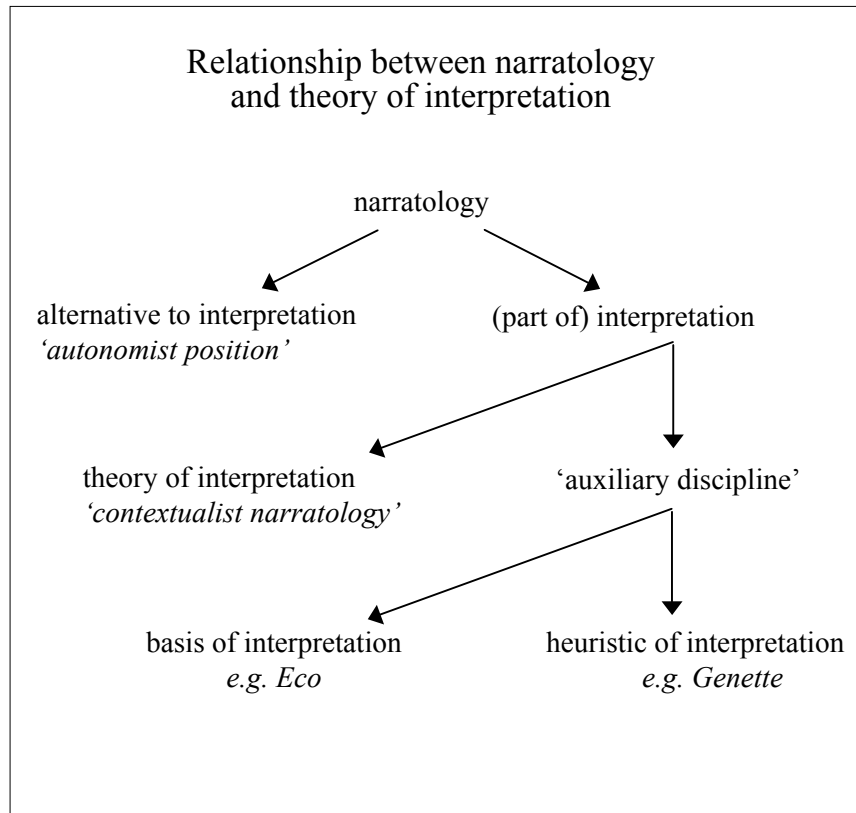 Relationship between narratology
and theory of interpretation
narratology
alternative to interpretation
‘autonomist position’
(part of) interpretation
theory of interpretation
‘contextualist narratology’
‘auxiliary discipline’
basis of interpretation
e.g. Eco
heuristic of interpretation
e.g. Genette